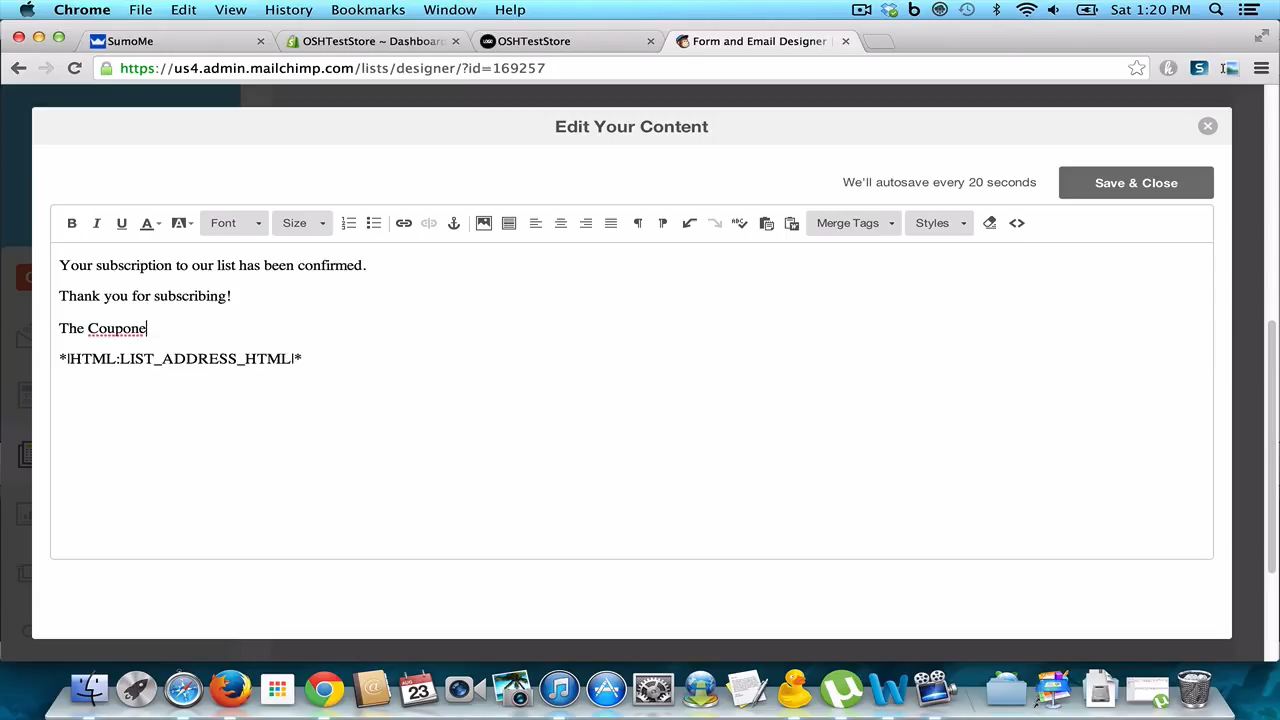 Chrome File Edit View History Bookmarks Window Help Sat 1:20 PM
SumoMe OSHTestStore ~ Dashboard OSHTestStore Form and Email Designer
https://us4.admin.mailchimp.com/lists/designer/?id=169257
Edit Your Content
We'll autosave every 20 seconds Save & Close
B I U A A Font Size Merge Tags Styles
Your subscription to our list has been confirmed.
Thank you for subscribing!
The Coupone
*|HTML:LIST_ADDRESS_HTML|*
AUG
23